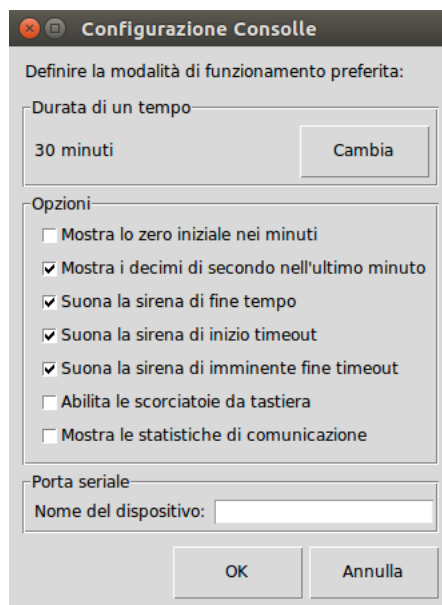 Configurazione Consolle
Definire la modalità di funzionamento preferita:
Durata di un tempo
30 minuti
Cambia
Opzioni
Mostra lo zero iniziale nei minuti
Mostra i decimi di secondo nell'ultimo minuto
Suona la sirena di fine tempo
Suona la sirena di inizio timeout
Suona la sirena di imminente fine timeout
Abilita le scorciatoie da tastiera
Mostra le statistiche di comunicazione
Porta seriale
Nome del dispositivo:
OK
Annulla